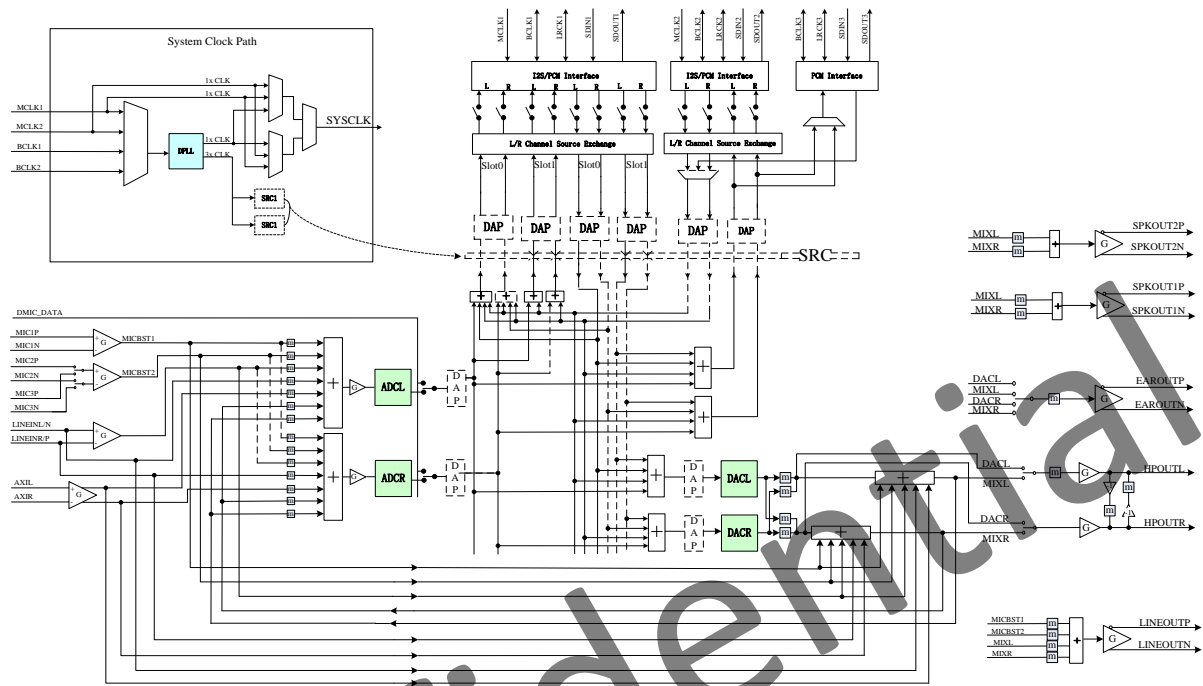 MCLK1
BCLK1
LRCK1
SDIN1
SDOUT1
MCLK2
BCLK2
LRCK2
SDIN2
SDOUT2
BCLK3
LRCK3
SDIN3
SDOUT3
System Clock Path
1x CLK
1x CLK
MCLK1
MCLK2
BCLK1
BCLK2
DPLL
1x CLK
3x CLK
SYSCLK
SRC1
SRC1
I2S/PCM Interface
L R L R L R L R
L/R Channel Source Exchange
I2S/PCM Interface
L R L R
L/R Channel Source Exchange
PCM Interface
Slot0
Slot1
Slot0
Slot1
DAP
DAP
DAP
DAP
DAP
DAP
SRC
DMIC_DATA
MIC1P
MIC1N
MIC2P
MIC2N
MIC3P
MIC3N
LINEINL/N
LINEINR/P
AXIL
AXIR
+ G -
MICBST1
+ G -
MICBST2
+ G -
+ G -
m
m
m
m
m
m
m
m
m
m
m
m
m
m
+
+
G
G
ADCL
ADCR
DAP
DAP
+ + + +
+
+
+
+
DAP
DAP
DACL
DACR
m
m
m
m
+
+
MIXL
MIXR
m
m
+
G
SPKOUT2P
SPKOUT2N
MIXL
MIXR
m
m
+
G
SPKOUT1P
SPKOUT1N
DACL
MIXL
DACR
MIXR
m
G
EAROUTP
EAROUTN
DACL
MIXL
m
G
HPOUTL
m
m
-1
DACR
MIXR
G
HPOUTR
MICBST1
MICBST2
MIXL
MIXR
m
m
m
m
+
G
LINEOUTP
LINEOUTN
fidential